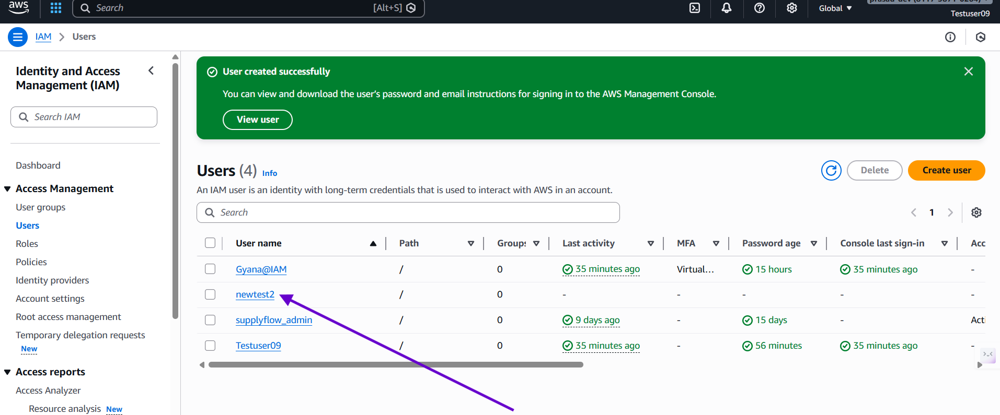 aws
Search
[Alt+S]
Global
Testuser09
IAM
Users
Identity and Access
Management (IAM)
Search IAM
Dashboard
Access Management
User groups
Users
Roles
Policies
Identity providers
Account settings
Root access management
Temporary delegation requests
New
Access reports
Access Analyzer
Resource analysis New
User created successfully
You can view and download the user's password and email instructions for signing in to the AWS Management Console.
View user
Users (4) Info
Delete
Create user
An IAM user is an identity with long-term credentials that is used to interact with AWS in an account.
Search
1
User name Path Groups Last activity MFA Password age Console last sign-in Acc
Gyana@IAM / 0 35 minutes ago Virtual... 15 hours 35 minutes ago -
newtest2 / 0 - - - - -
supplyflow_admin / 0 9 days ago - 15 days - Acti
Testuser09 / 0 35 minutes ago - 56 minutes 35 minutes ago -